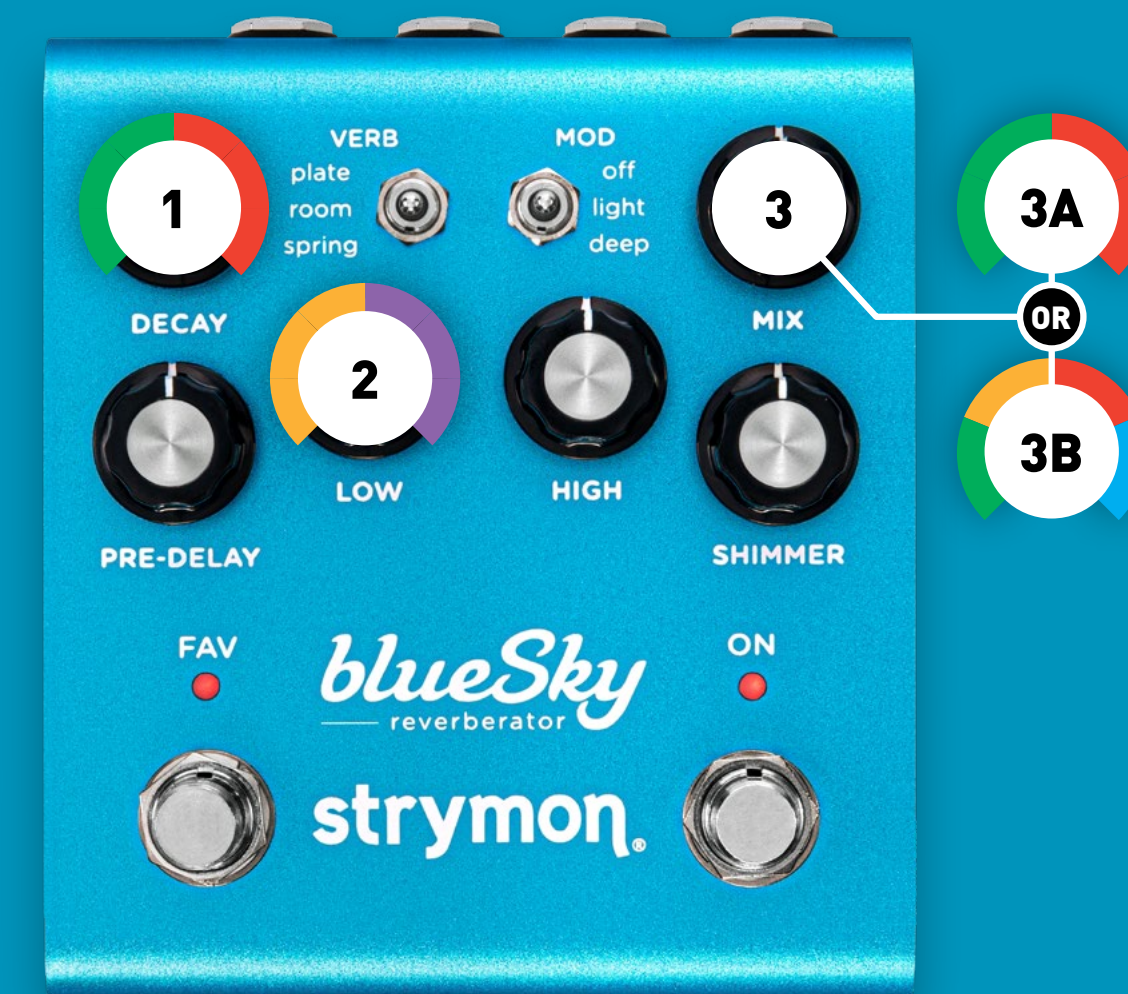 VERB
plate
room
spring
MOD
off
light
deep
1
3
3A
DECAY
MIX
OR
2
3B
LOW
HIGH
PRE-DELAY
SHIMMER
FAV
ON
blueSky
reverberator
strymon®